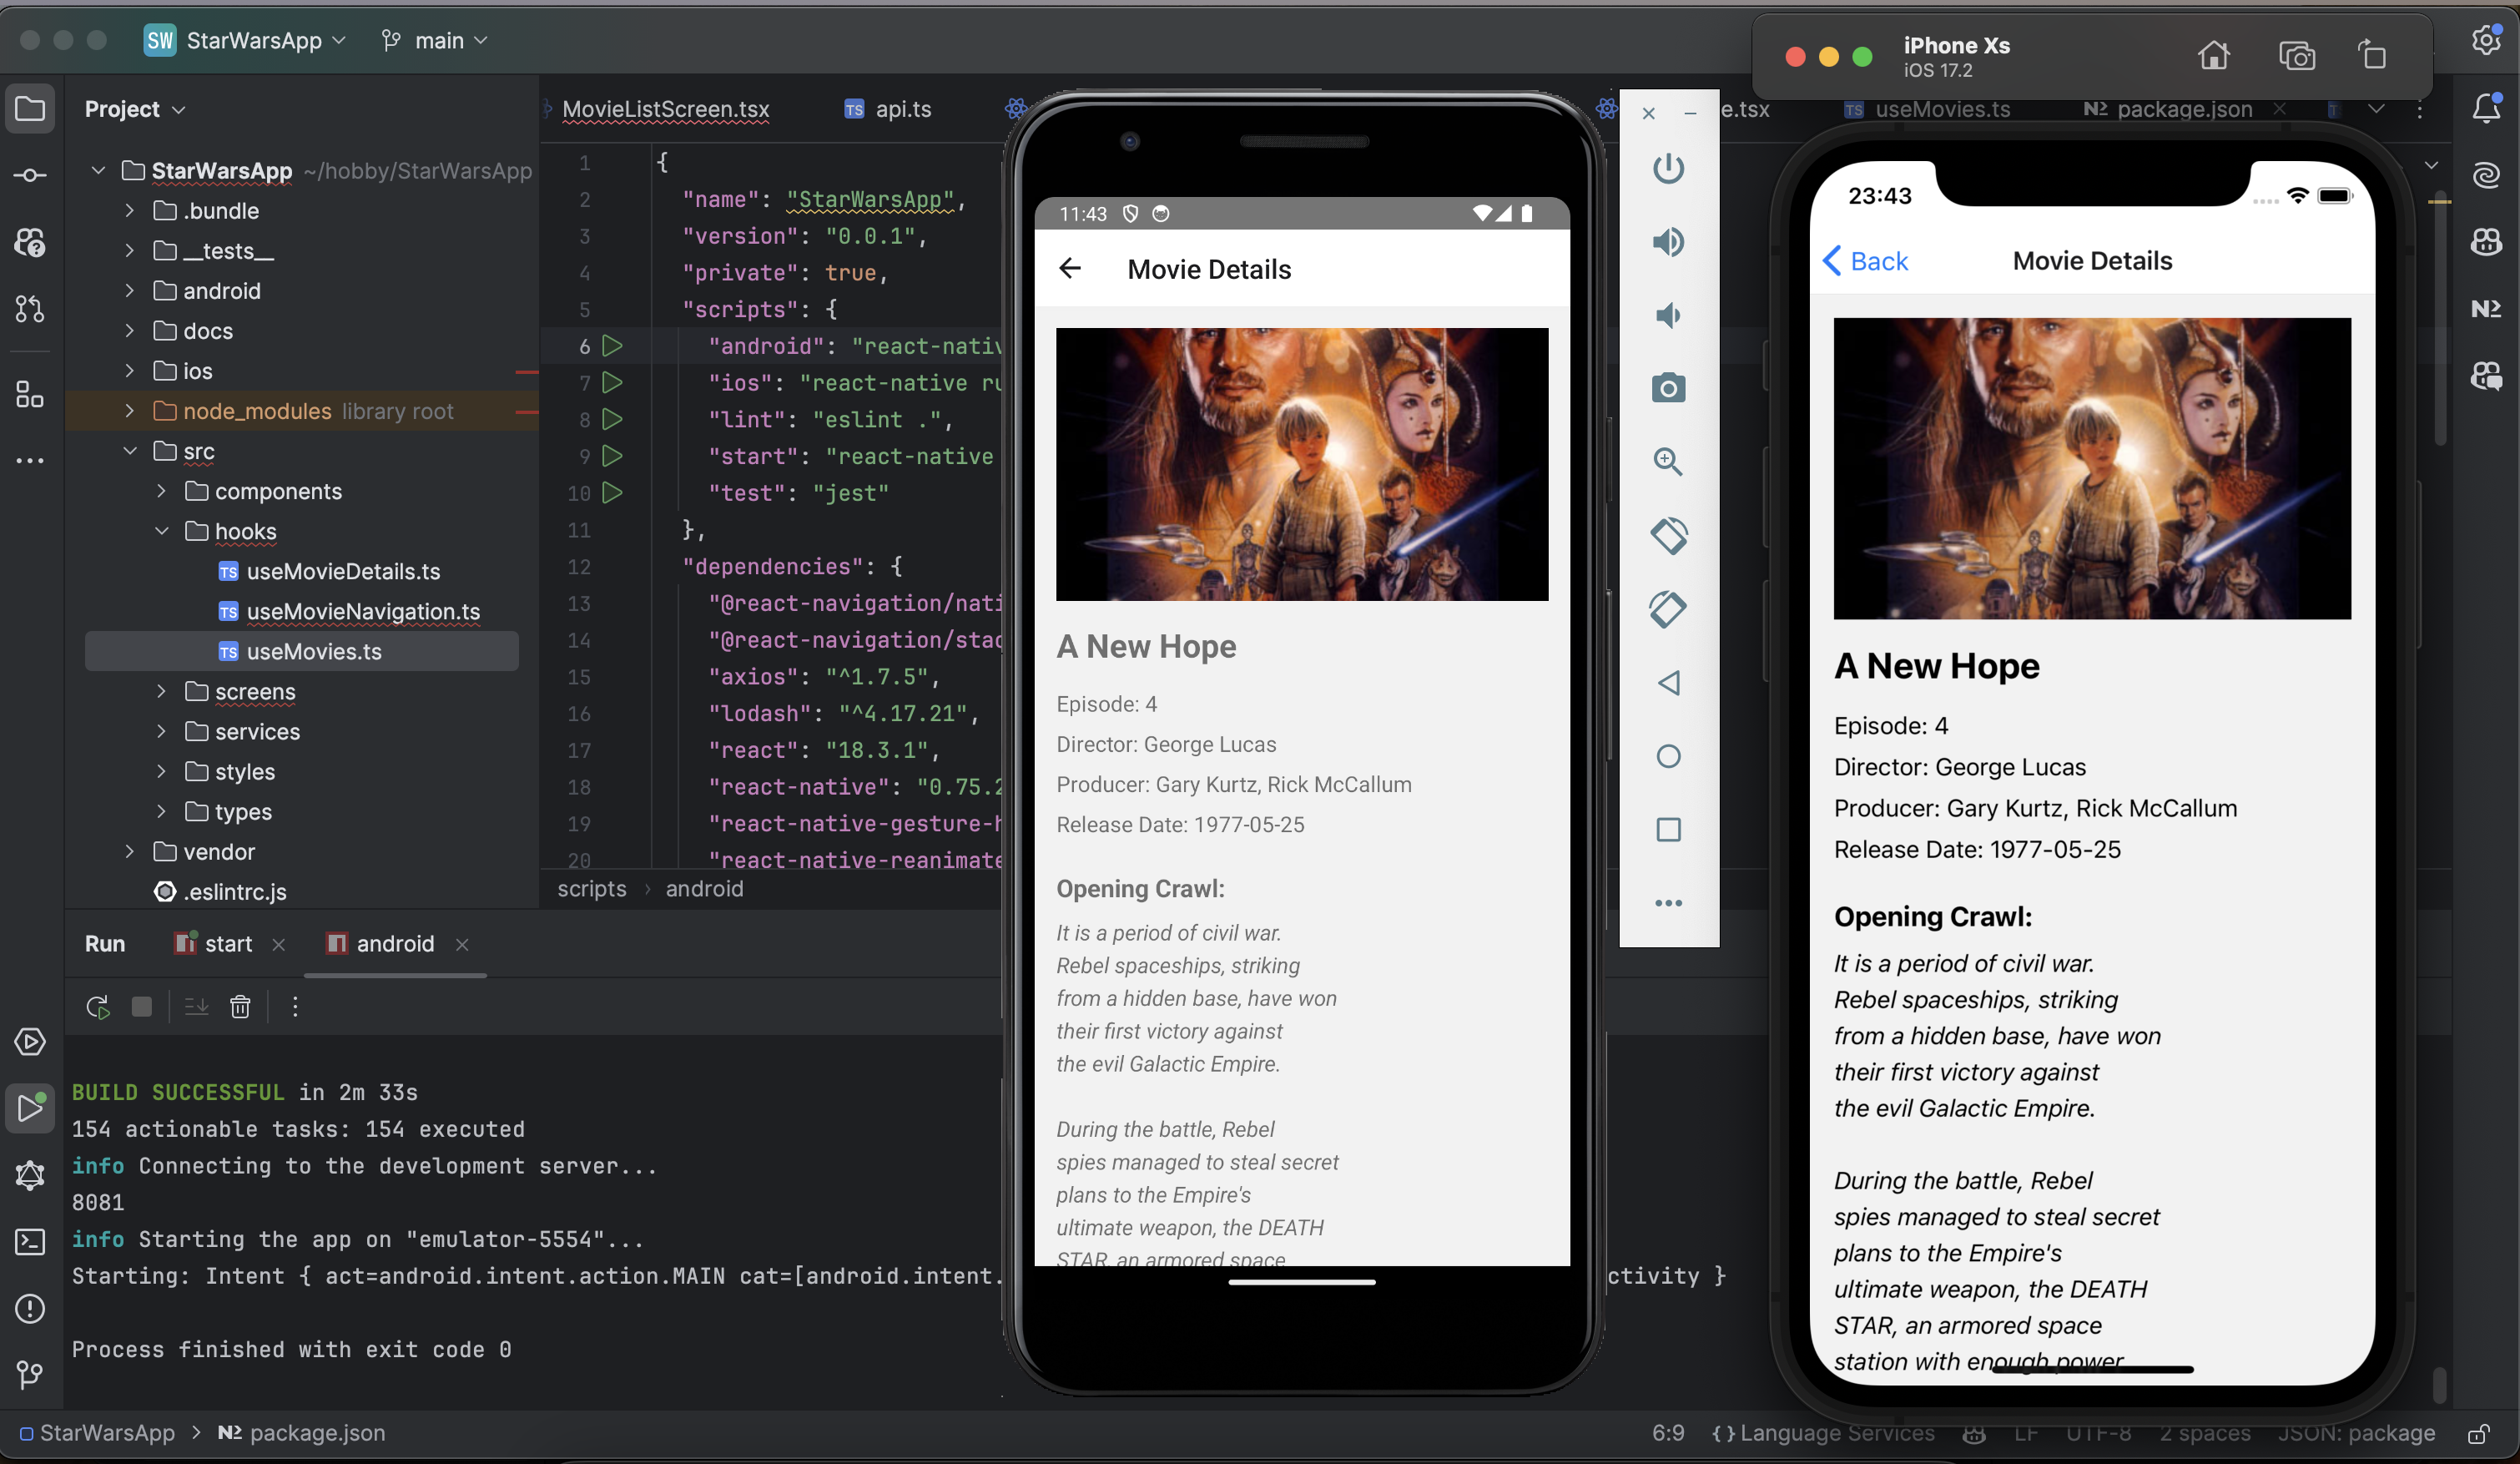 SW StarWarsApp main
Project
StarWarsApp ~/hobby/StarWarsApp
.bundle
__tests__
android
docs
ios
node_modules library root
src
components
hooks
TS useMovieDetails.ts
TS useMovieNavigation.ts
TS useMovies.ts
screens
services
styles
types
vendor
.eslintrc.js
MovieListScreen.tsx TS api.ts e.tsx TS useMovies.ts package.json
1 {
2 "name": "StarWarsApp",
3 "version": "0.0.1",
4 "private": true,
5 "scripts": {
6 "android": "react-nativ
7 "ios": "react-native ru
8 "lint": "eslint .",
9 "start": "react-native
10 "test": "jest"
11 },
12 "dependencies": {
13 "@react-navigation/nati
14 "@react-navigation/stac
15 "axios": "^1.7.5",
16 "lodash": "^4.17.21",
17 "react": "18.3.1",
18 "react-native": "0.75.2
19 "react-native-gesture-h
20 "react-native-reanimate
scripts › android
Run start android
BUILD SUCCESSFUL in 2m 33s
154 actionable tasks: 154 executed
info Connecting to the development server...
8081
info Starting the app on "emulator-5554"...
Starting: Intent { act=android.intent.action.MAIN cat=[android.intent. ctivity }
Process finished with exit code 0
StarWarsApp › package.json
6:9 {} Language Services LF UTF-8 2 spaces JSON: package
11:43
Movie Details
A New Hope
Episode: 4
Director: George Lucas
Producer: Gary Kurtz, Rick McCallum
Release Date: 1977-05-25
Opening Crawl:
It is a period of civil war.
Rebel spaceships, striking
from a hidden base, have won
their first victory against
the evil Galactic Empire.
During the battle, Rebel
spies managed to steal secret
plans to the Empire's
ultimate weapon, the DEATH
STAR, an armored space
iPhone Xs
iOS 17.2
23:43
Back Movie Details
A New Hope
Episode: 4
Director: George Lucas
Producer: Gary Kurtz, Rick McCallum
Release Date: 1977-05-25
Opening Crawl:
It is a period of civil war.
Rebel spaceships, striking
from a hidden base, have won
their first victory against
the evil Galactic Empire.
During the battle, Rebel
spies managed to steal secret
plans to the Empire's
ultimate weapon, the DEATH
STAR, an armored space
station with enough power